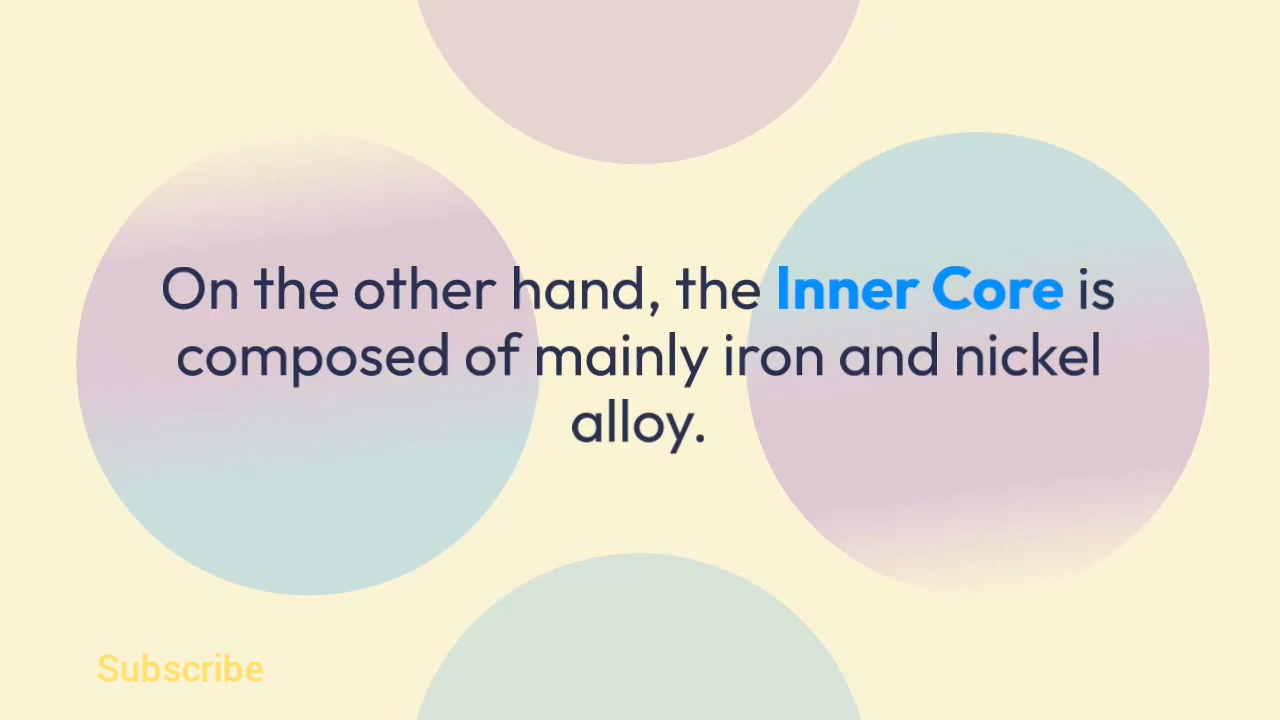 On the other hand, the Inner Core is
composed of mainly iron and nickel
alloy.
Subscribe